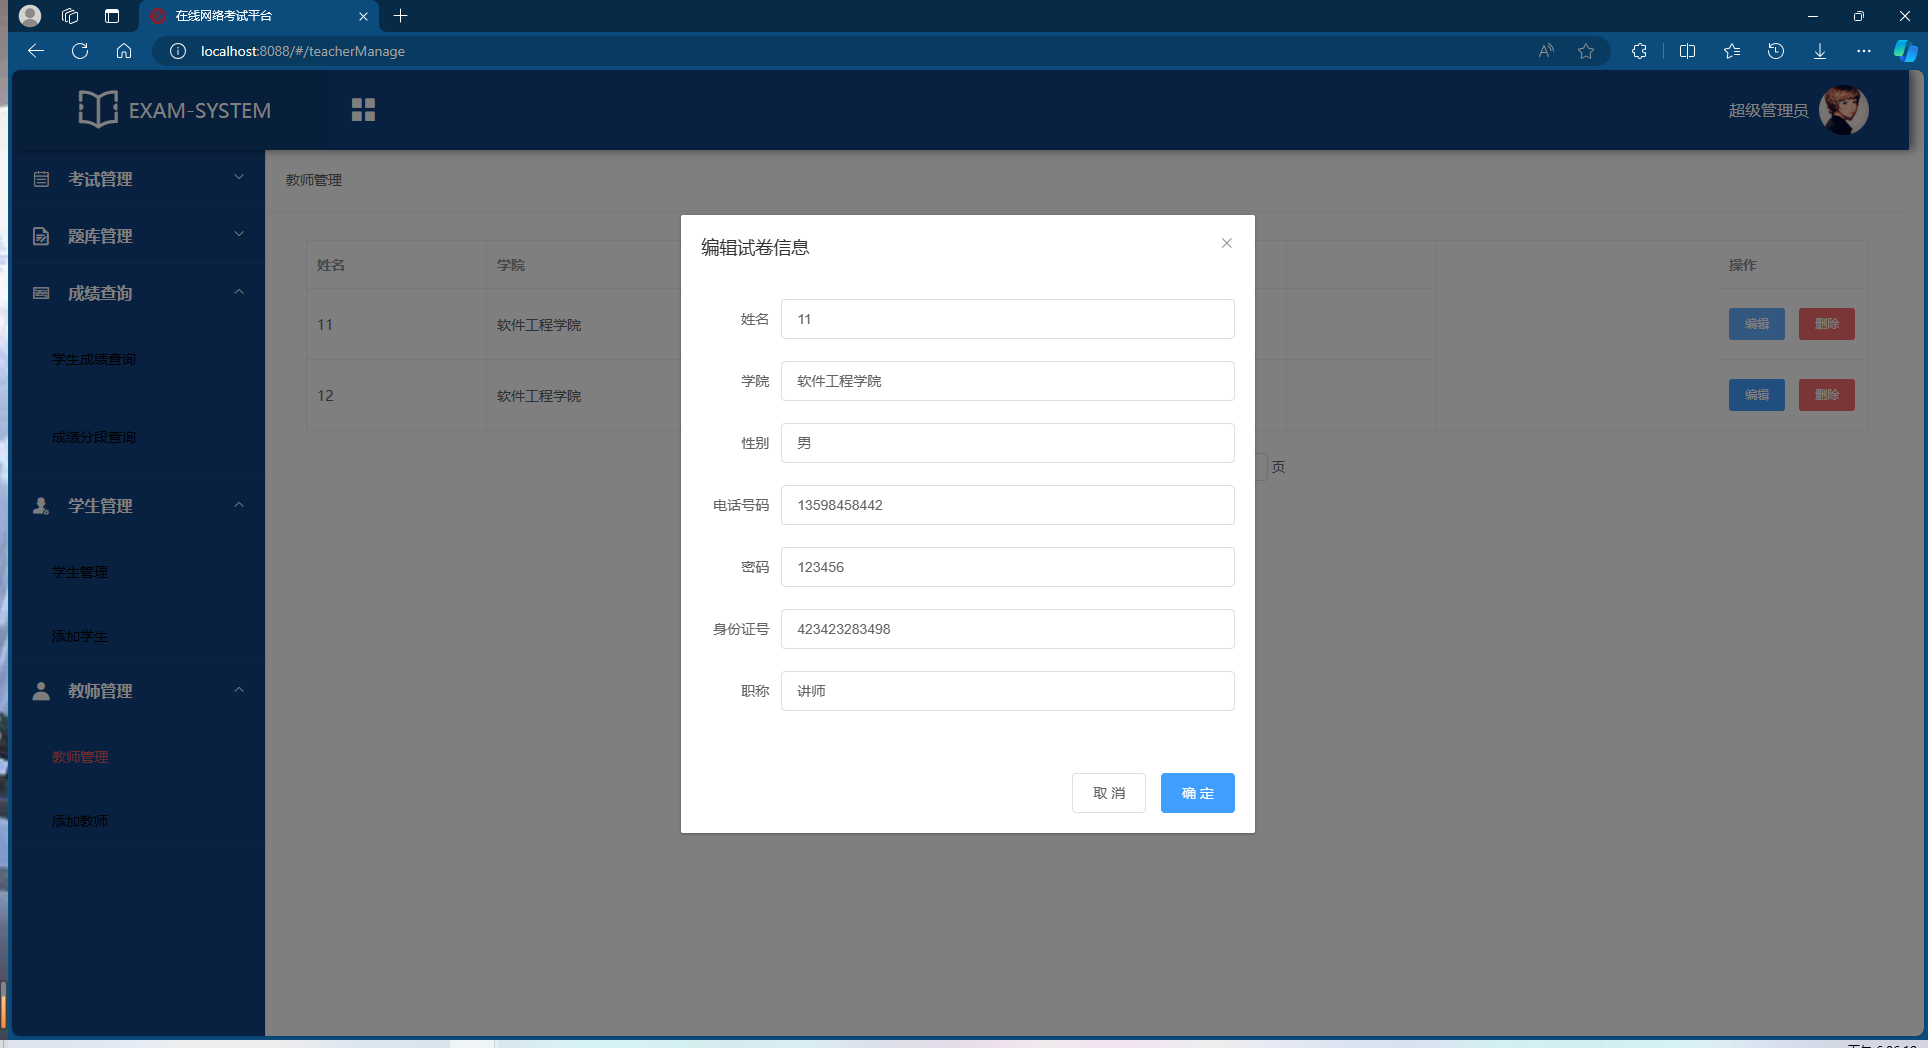 在线网络考试平台
localhost:8088/#/teacherManage
EXAM-SYSTEM
超级管理员
考试管理
题库管理
成绩查询
学生成绩查询
成绩分段查询
学生管理
学生管理
添加学生
教师管理
教师管理
添加教师
教师管理
姓名 学院 操作
11 软件工程学院 编辑 删除
12 软件工程学院 编辑 删除
页
编辑试卷信息
姓名 11
学院 软件工程学院
性别 男
电话号码 13598458442
密码 123456
身份证号 423423283498
职称 讲师
取 消 确 定